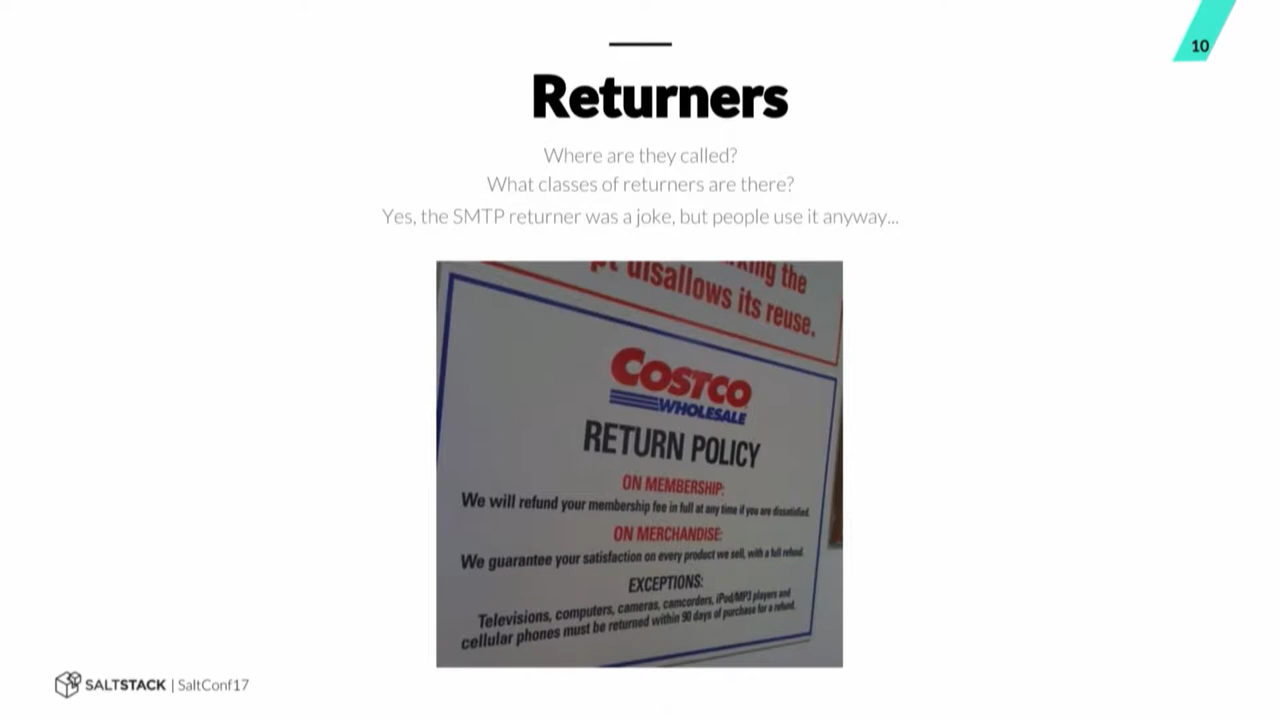 10
Returners
Where are they called?
What classes of returners are there?
Yes, the SMTP returner was a joke, but people use it anyway...
the
disallows its reuse.
COSTCO
WHOLESALE
RETURN POLICY
ON MEMBERSHIP:
We will refund your membership fee in full at any time if you are dissatisfied.
ON MERCHANDISE:
We guarantee your satisfaction on every product we sell, with a full refund.
EXCEPTIONS:
Televisions, computers, cameras, camcorders, iPod/MP3 players and
cellular phones must be returned within 90 days of purchase for a refund.
SALTSTACK | SaltConf17